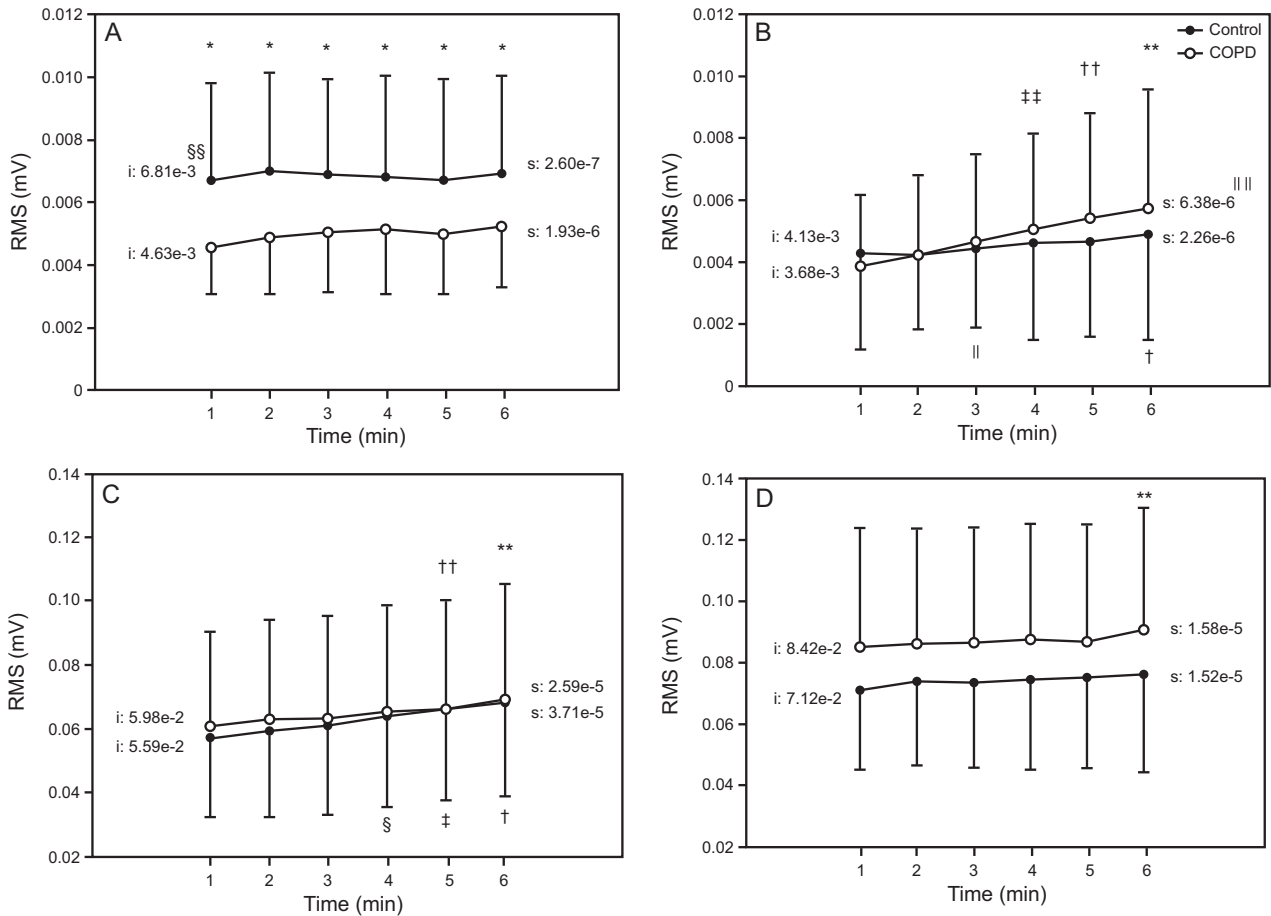 A
RMS (mV)
0.012
0.010
0.008
0.006
0.004
0.002
0
* * * * * *
§§
i: 6.81e-3
s: 2.60e-7
i: 4.63e-3
s: 1.93e-6
1 2 3 4 5 6
Time (min)
B
Control
COPD
RMS (mV)
0.012
0.010
0.008
0.006
0.004
0.002
0
**
††
‡‡
|| ||
i: 4.13e-3
s: 6.38e-6
i: 3.68e-3
s: 2.26e-6
||
†
1 2 3 4 5 6
Time (min)
C
RMS (mV)
0.14
0.12
0.10
0.08
0.06
0.04
0.02
††
**
i: 5.98e-2
s: 2.59e-5
i: 5.59e-2
s: 3.71e-5
§ ‡ †
1 2 3 4 5 6
Time (min)
D
RMS (mV)
0.14
0.12
0.10
0.08
0.06
0.04
0.02
**
i: 8.42e-2
s: 1.58e-5
i: 7.12e-2
s: 1.52e-5
1 2 3 4 5 6
Time (min)